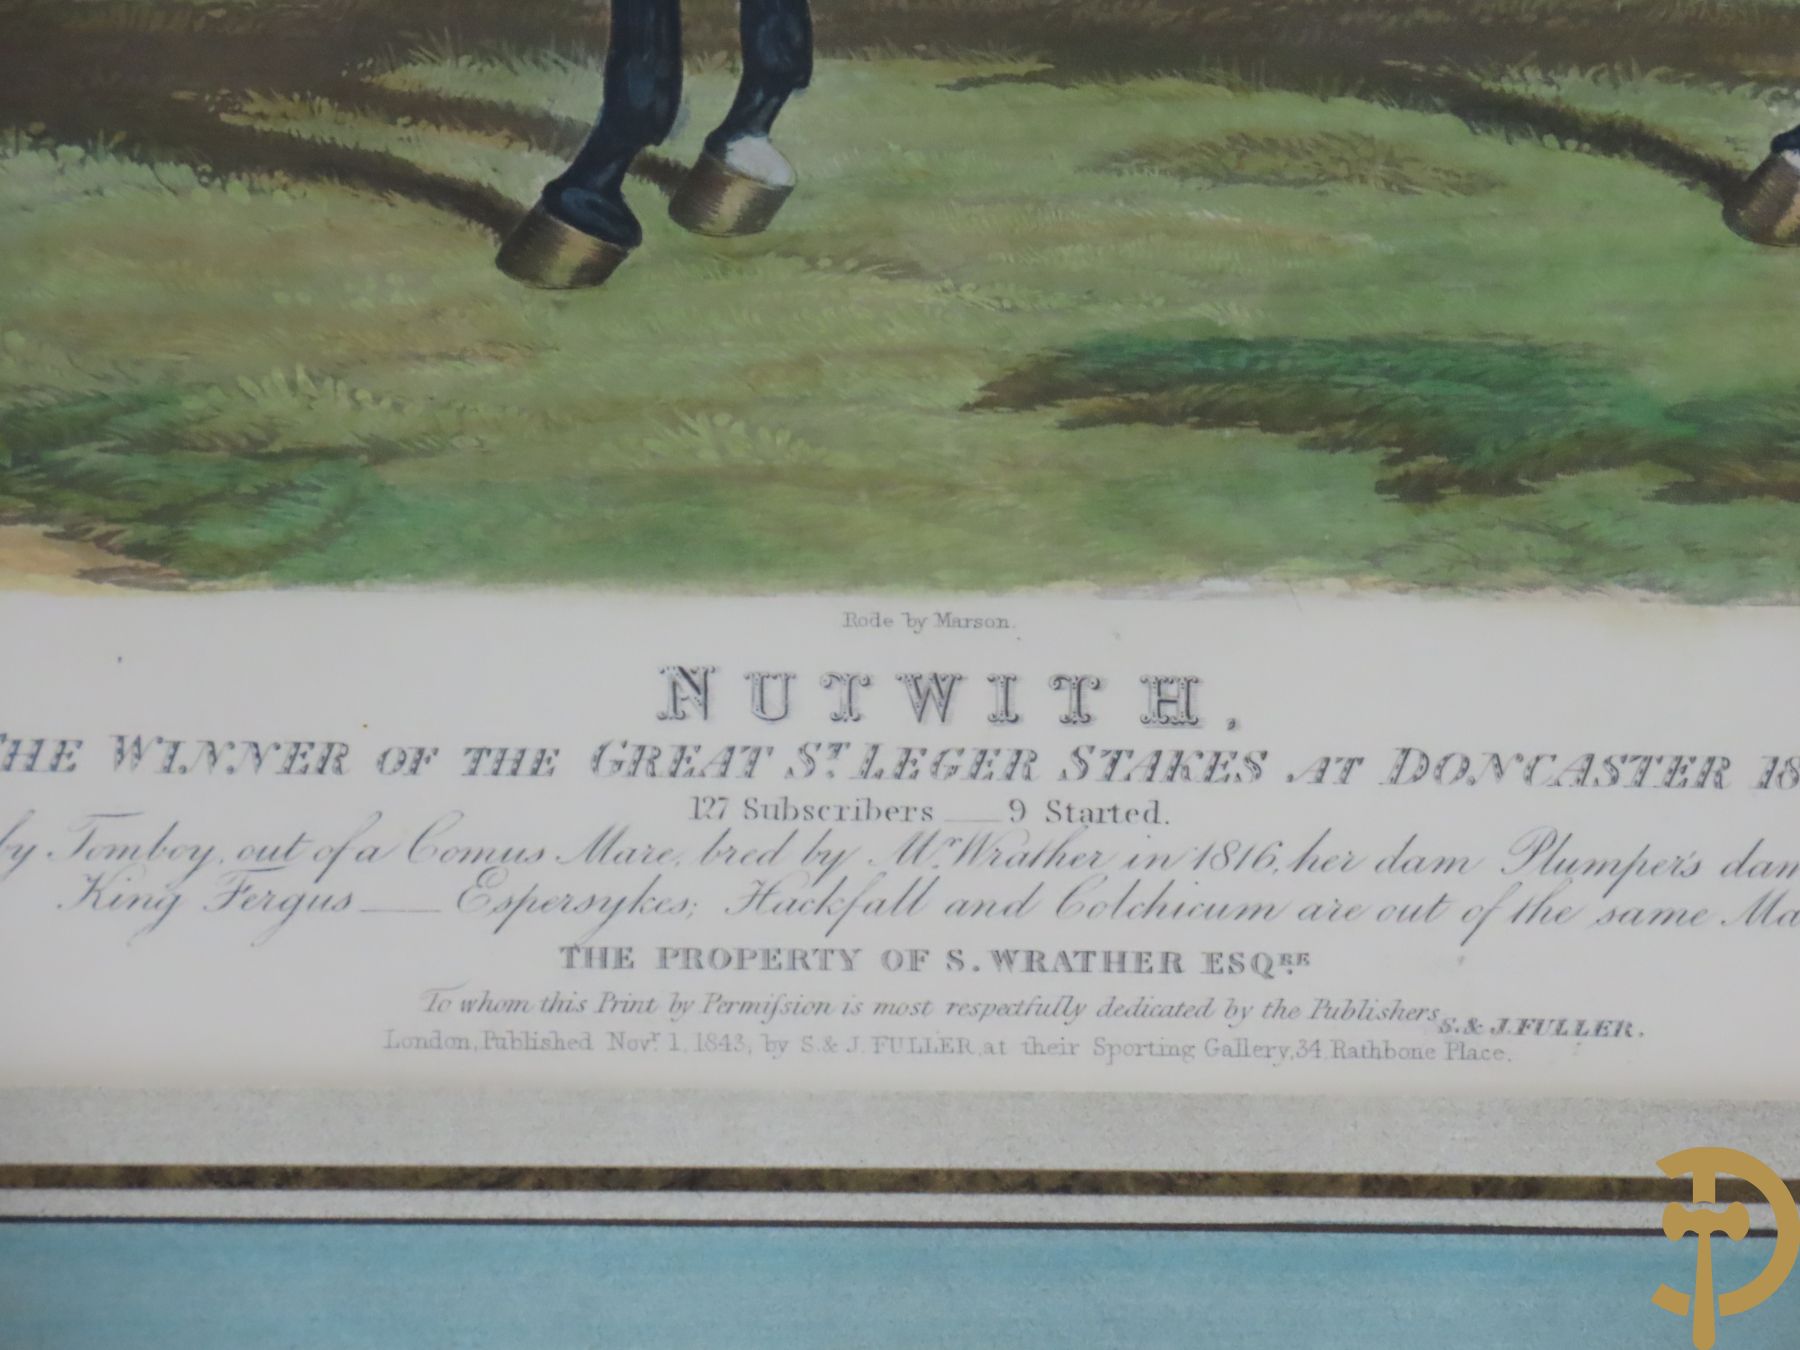 Rode by Marson.
NUTWITH,
THE WINNER OF THE GREAT ST. LEGER STAKES AT DONCASTER 18
127 Subscribers — 9 Started.
by Tomboy, out of a Comus Mare, bred by Mr. Wrather in 1816, her dam Plumper's dam
King Fergus — Espersykes; Hackfall and Colchicum are out of the same Ma
THE PROPERTY OF S. WRATHER ESQRE
To whom this Print by Permiſsion is most respectfully dedicated by the Publishers S. & J. FULLER.
London, Published Novr. 1, 1843, by S. & J. FULLER, at their Sporting Gallery, 34, Rathbone Place.